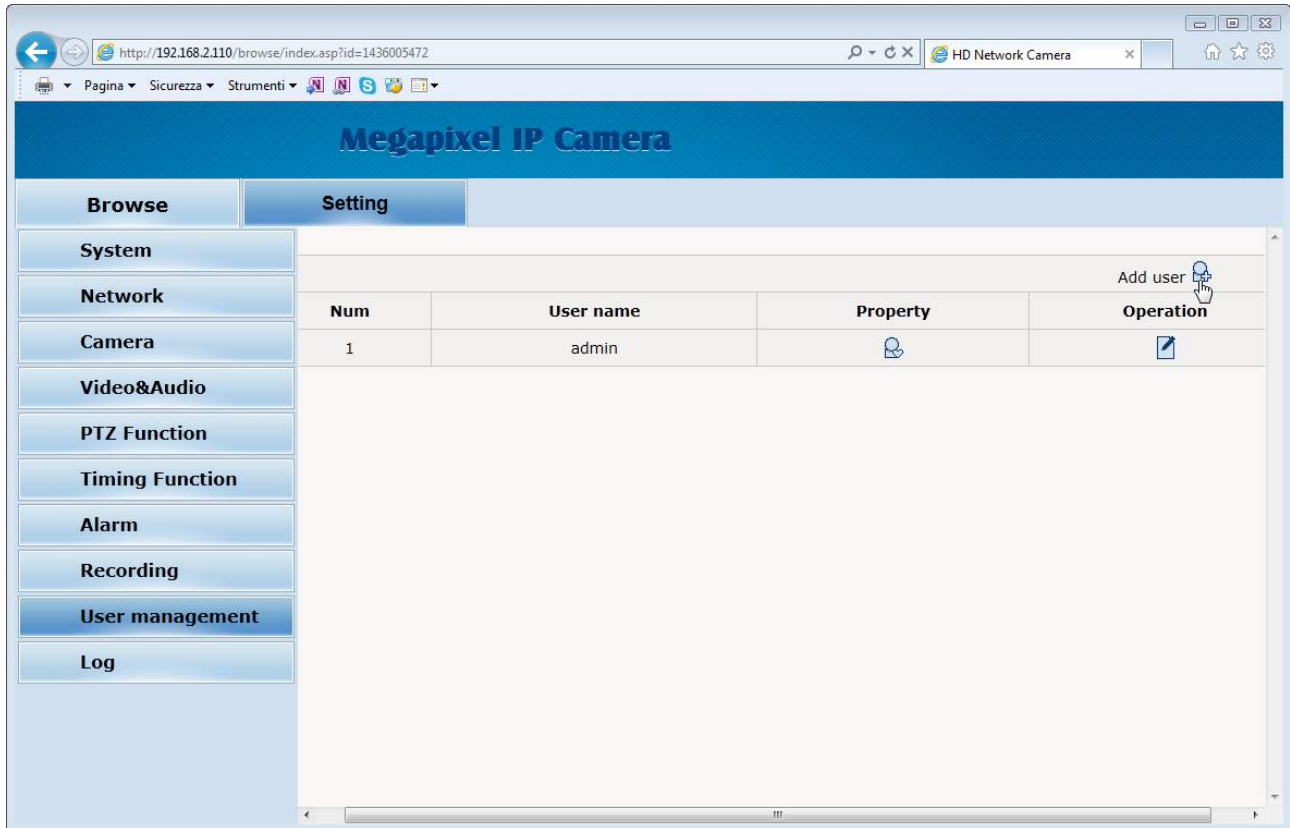 http://192.168.2.110/browse/index.asp?id=1436005472
HD Network Camera
Pagina Sicurezza Strumenti
Megapixel IP Camera
Browse Setting
System
Network
Camera
Video&Audio
PTZ Function
Timing Function
Alarm
Recording
User management
Log
Add user
Num User name Property Operation
1 admin